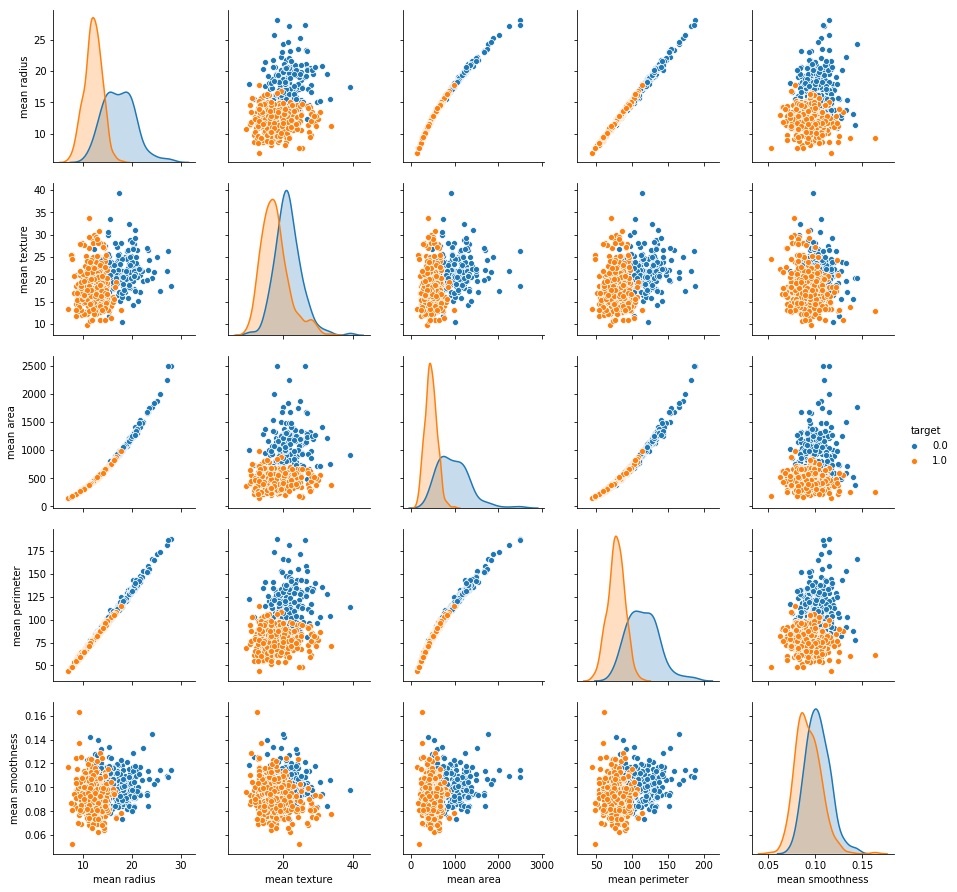 mean radius
25
20
15
10
mean texture
40
35
30
25
20
15
10
mean area
2500
2000
1500
1000
500
0
target
0.0
1.0
mean perimeter
175
150
125
100
75
50
mean smoothness
0.16
0.14
0.12
0.10
0.08
0.06
10 20 30
mean radius
20 40
mean texture
0 1000 2000 3000
mean area
50 100 150 200
mean perimeter
0.05 0.10 0.15
mean smoothness